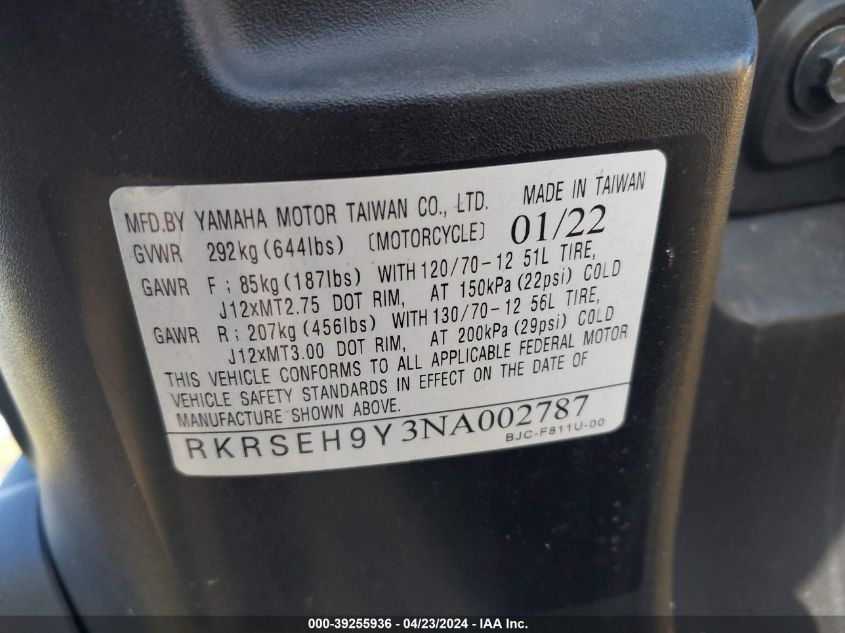 MFD.BY YAMAHA MOTOR TAIWAN CO., LTD. MADE IN TAIWAN
GVWR 292kg (644lbs) (MOTORCYCLE) 01/22
GAWR F : 85kg (187lbs) WITH 120/70-12 51L TIRE,
J12xMT2.75 DOT RIM, AT 150kPa (22psi) COLD
GAWR R : 207kg (456lbs) WITH 130/70-12 56L TIRE,
J12xMT3.00 DOT RIM, AT 200kPa (29psi) COLD
THIS VEHICLE CONFORMS TO ALL APPLICABLE FEDERAL MOTOR
VEHICLE SAFETY STANDARDS IN EFFECT ON THE DATE OF
MANUFACTURE SHOWN ABOVE.
RKRSEH9Y3NA002787
BJC-F811U-00
000-39255936 - 04/23/2024 - IAA Inc.